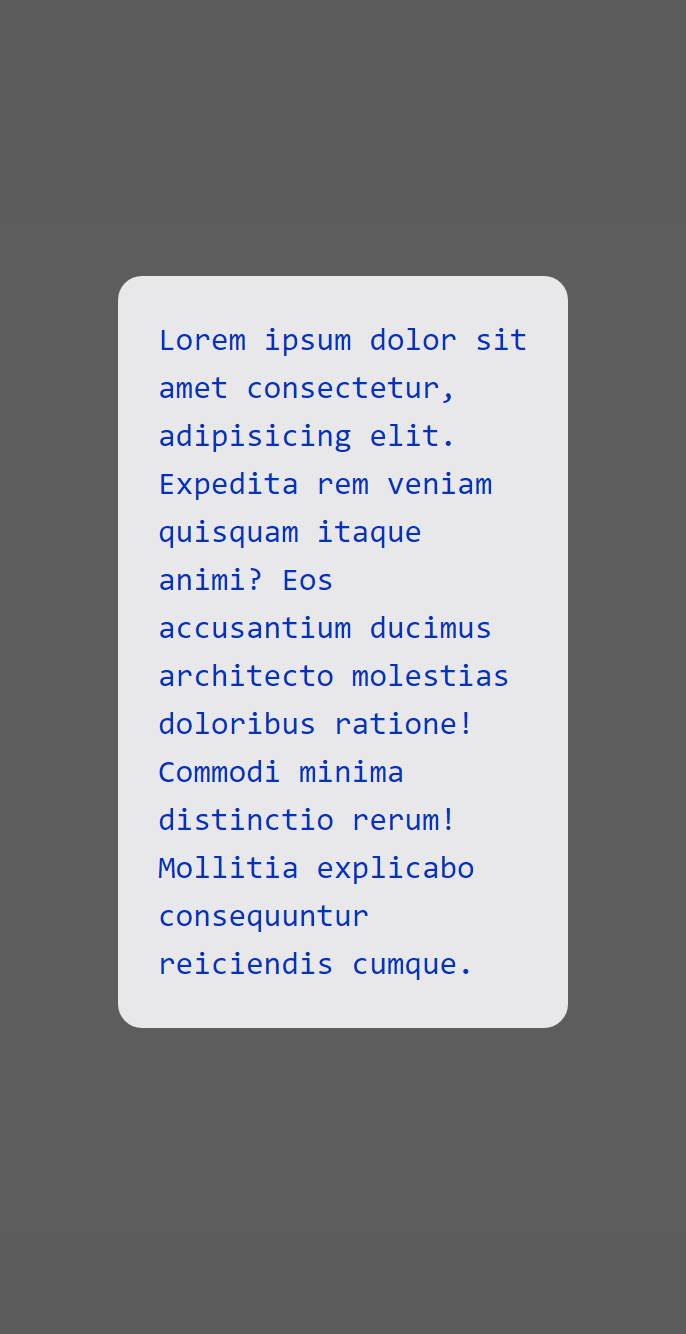 Lorem ipsum dolor sit
amet consectetur,
adipisicing elit.
Expedita rem veniam
quisquam itaque
animi? Eos
accusantium ducimus
architecto molestias
doloribus ratione!
Commodi minima
distinctio rerum!
Mollitia explicabo
consequuntur
reiciendis cumque.